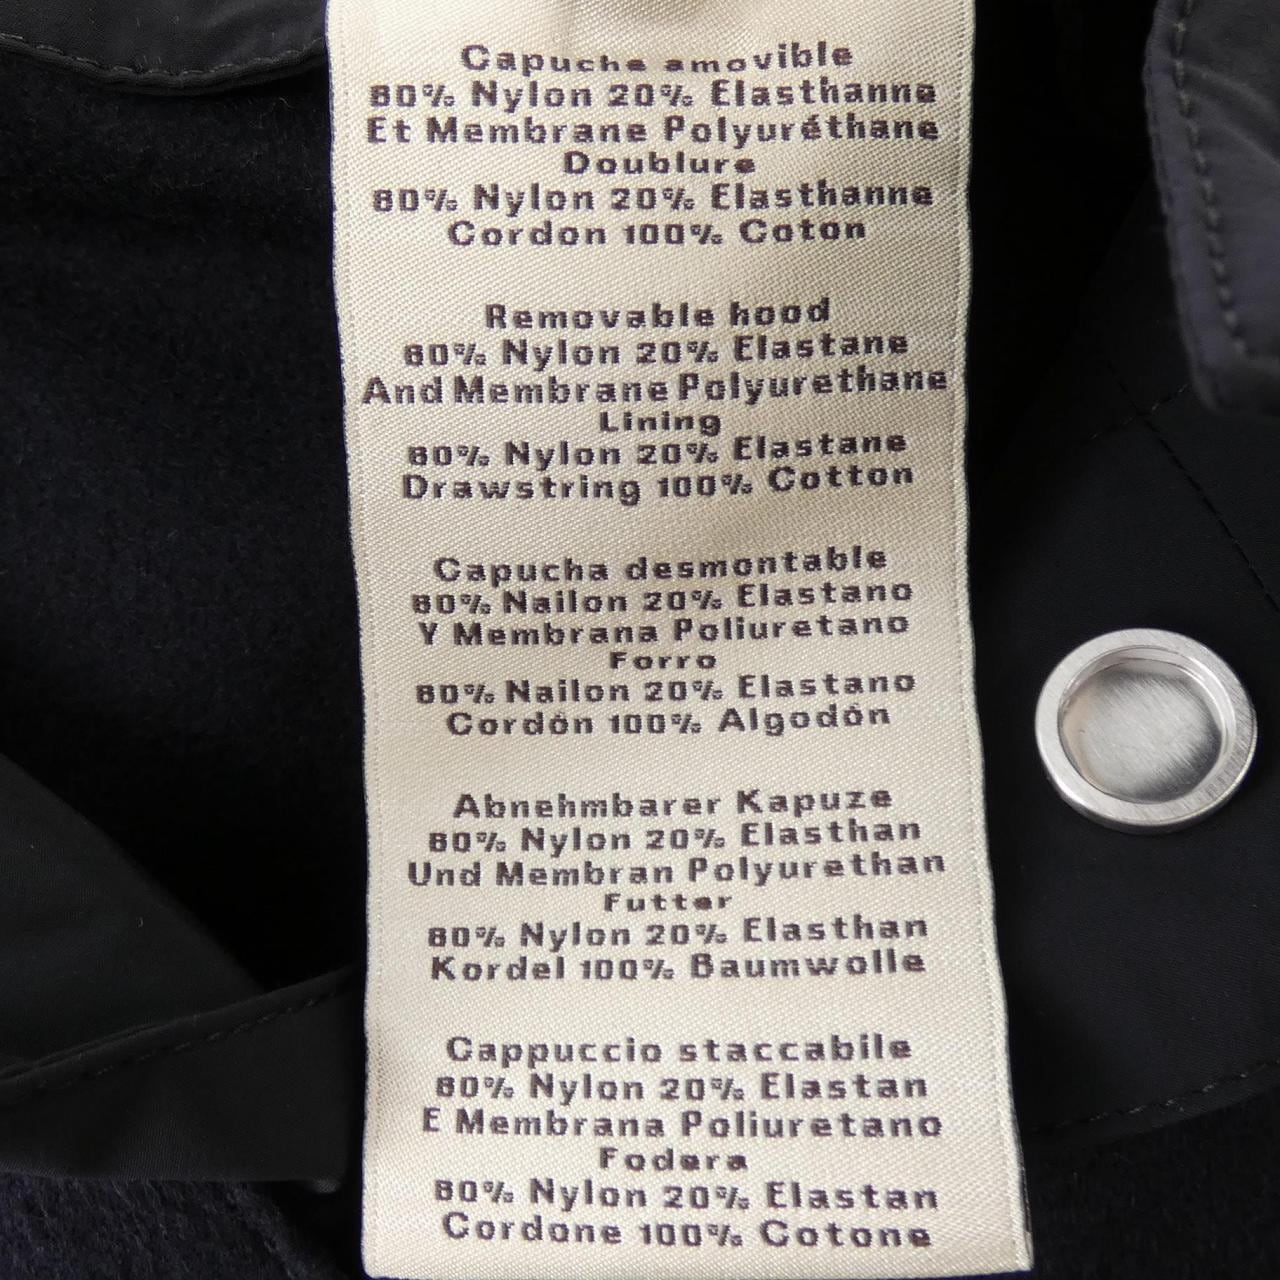 Capucha amovible
80% Nylon 20% Elasthanne
Et Membrane Polyuréthane
Doublure
80% Nylon 20% Elasthanne
Cordon 100% Coton
Removable hood
80% Nylon 20% Elastane
And Membrane Polyurethane
Lining
80% Nylon 20% Elastane
Drawstring 100% Cotton
Capucha desmontable
80% Nailon 20% Elastano
Y Membrana Poliuretano
Forro
80% Nailon 20% Elastano
Cordón 100% Algodón
Abnehmbarer Kapuze
80% Nylon 20% Elasthan
Und Membran Polyurethan
Futter
80% Nylon 20% Elasthan
Kordel 100% Baumwolle
Cappuccio staccabile
80% Nylon 20% Elastan
E Membrana Poliuretano
Fodera
80% Nylon 20% Elastan
Cordone 100% Cotone